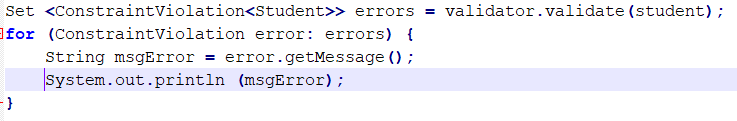 Set <ConstraintViolation<Student>> errors = validator.validate(student);
for (ConstraintViolation error: errors) {
    String msgError = error.getMessage();
    System.out.println (msgError);
}